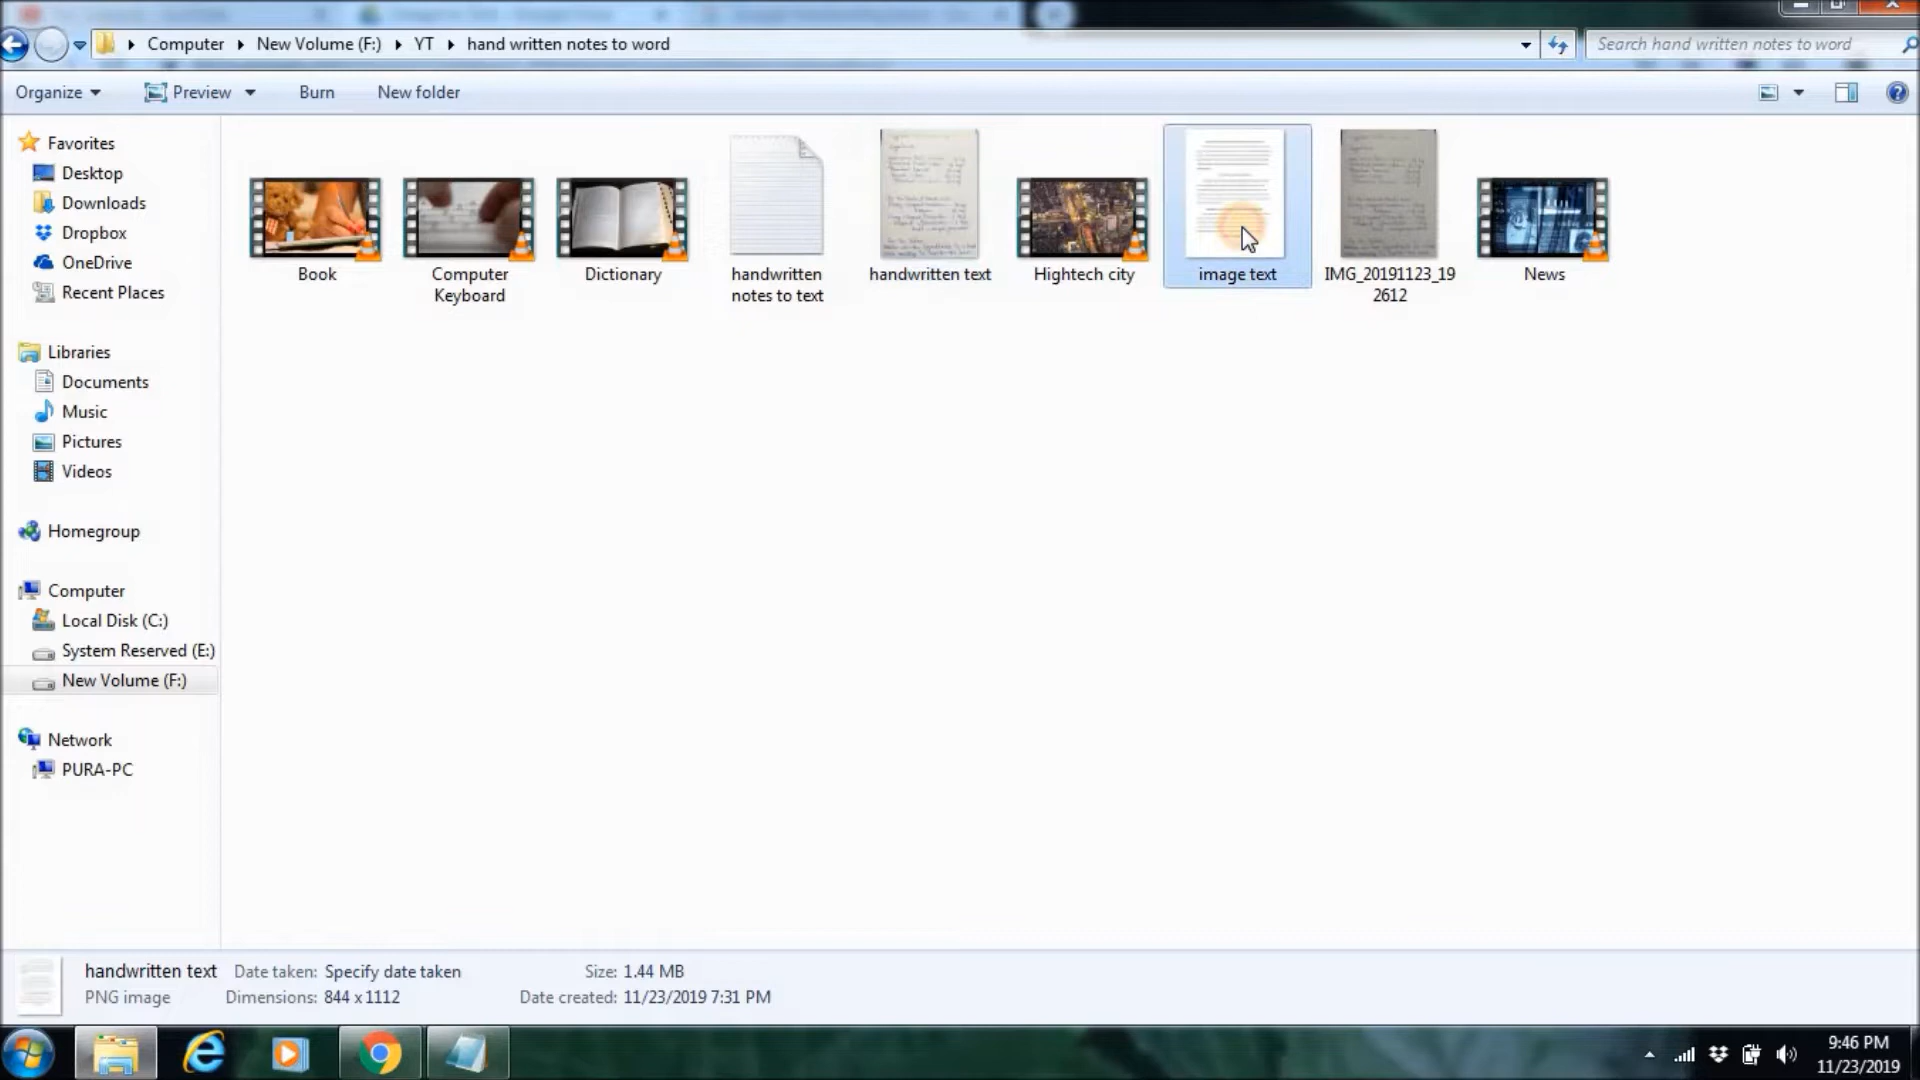 Computer New Volume (F:) YT hand written notes to word
Search hand written notes to word
Organize Preview Burn New folder
Favorites
Desktop
Downloads
Dropbox
OneDrive
Recent Places
Libraries
Documents
Music
Pictures
Videos
Homegroup
Computer
Local Disk (C:)
System Reserved (E:)
New Volume (F:)
Network
PURA-PC
Book
Computer
Keyboard
Dictionary
handwritten
notes to text
handwritten text
Hightech city
image text
IMG_20191123_19
2612
News
handwritten text Date taken: Specify date taken Size: 1.44 MB
PNG image Dimensions: 844 x 1112 Date created: 11/23/2019 7:31 PM
9:46 PM
11/23/2019